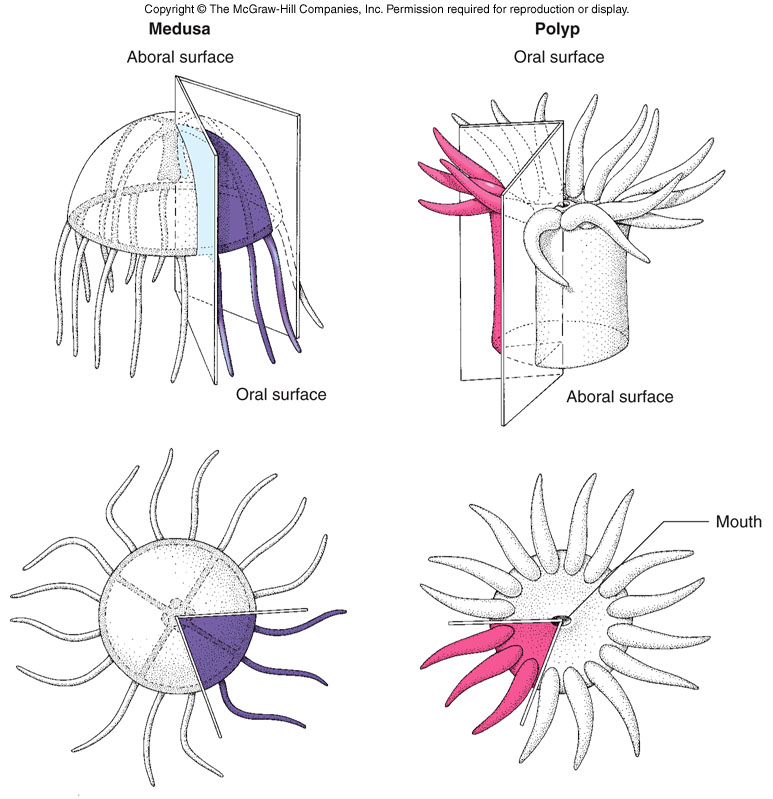 Copyright © The McGraw-Hill Companies, Inc. Permission required for reproduction or display.
Medusa
Polyp
Aboral surface
Oral surface
Oral surface
Aboral surface
Mouth